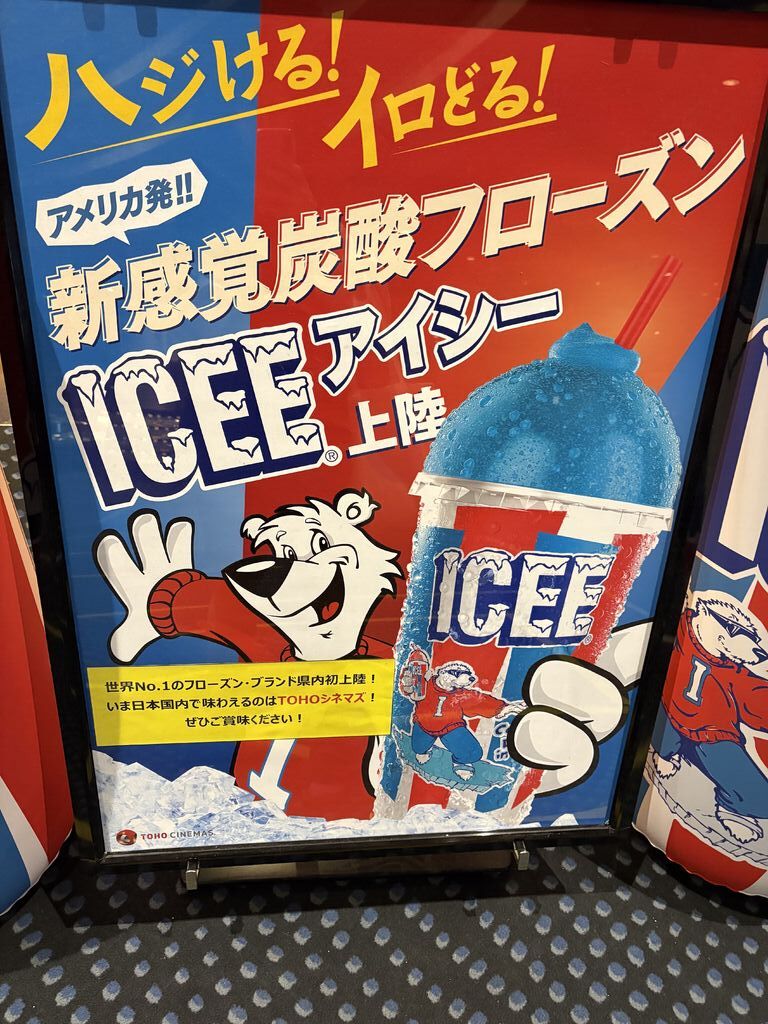 ハジける!
イロどる!
アメリカ発!!
新感覚炭酸フローズン
ICEE® アイシー
上陸
ICEE®
I
世界No.1のフローズン・ブランド県内初上陸！
いま日本国内で味わえるのはTOHOシネマズ！
ぜひご賞味ください！
I
TOHO CINEMAS
I